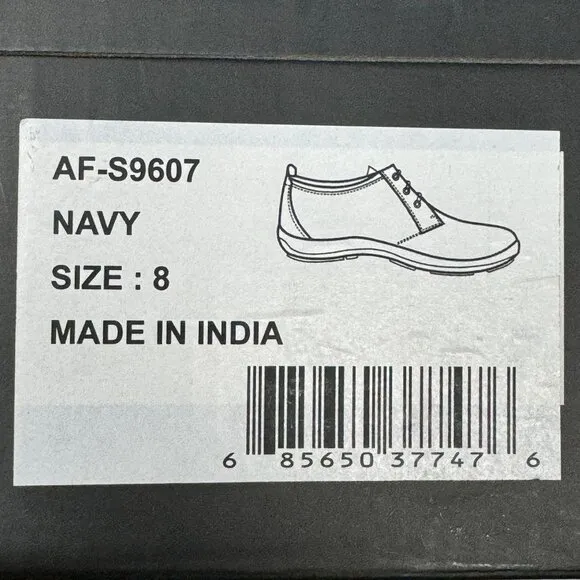 AF-S9607
NAVY
SIZE : 8
MADE IN INDIA
6 85650 37747 6